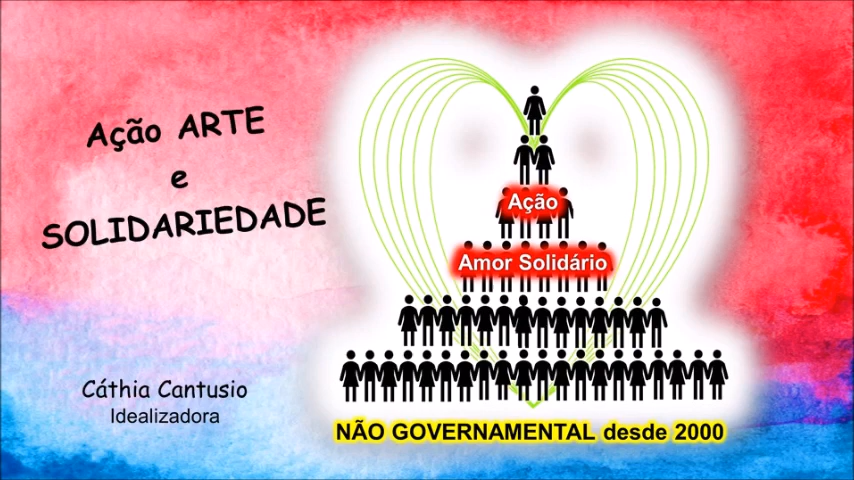 Ação ARTE
e
SOLIDARIEDADE
Cáthia Cantusio
Idealizadora
Ação
Amor Solidário
NÃO GOVERNAMENTAL desde 2000